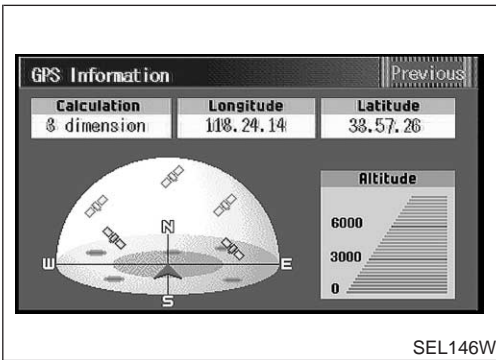 GPS Information
Previous
Calculation
3 dimension
Longitude
118.24.14
Latitude
33.57.26
Altitude
6000
3000
0
N
W
E
S
SEL146W